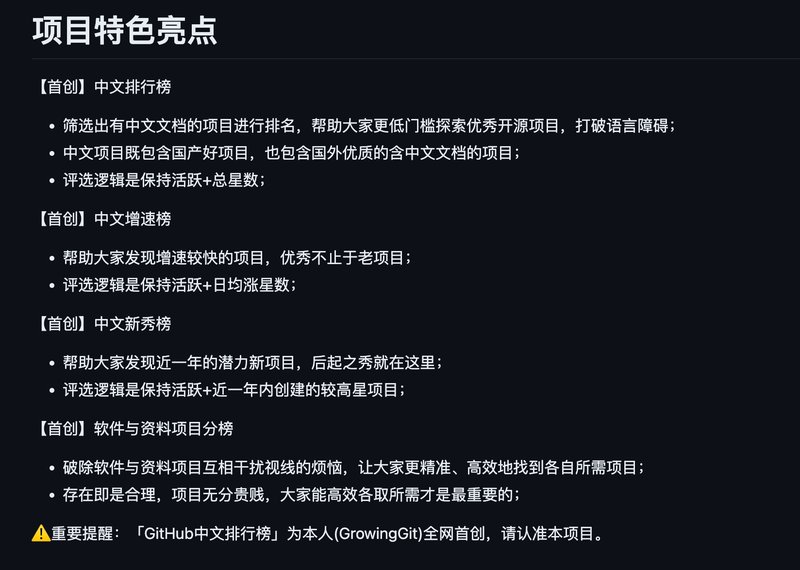 项目特色亮点
【首创】中文排行榜
• 筛选出有中文文档的项目进行排名，帮助大家更低门槛探索优秀开源项目，打破语言障碍；
• 中文项目既包含国产好项目，也包含国外优质的含中文文档的项目；
• 评选逻辑是保持活跃+总星数；
【首创】中文增速榜
• 帮助大家发现增速较快的项目，优秀不止于老项目；
• 评选逻辑是保持活跃+日均涨星数；
【首创】中文新秀榜
• 帮助大家发现近一年的潜力新项目，后起之秀就在这里；
• 评选逻辑是保持活跃+近一年内创建的较高星项目；
【首创】软件与资料项目分榜
• 破除软件与资料项目互相干扰视线的烦恼，让大家更精准、高效地找到各自所需项目；
• 存在即是合理，项目无分贵贱，大家能高效各取所需才是最重要的；
⚠️重要提醒：「GitHub中文排行榜」为本人(GrowingGit)全网首创，请认准本项目。